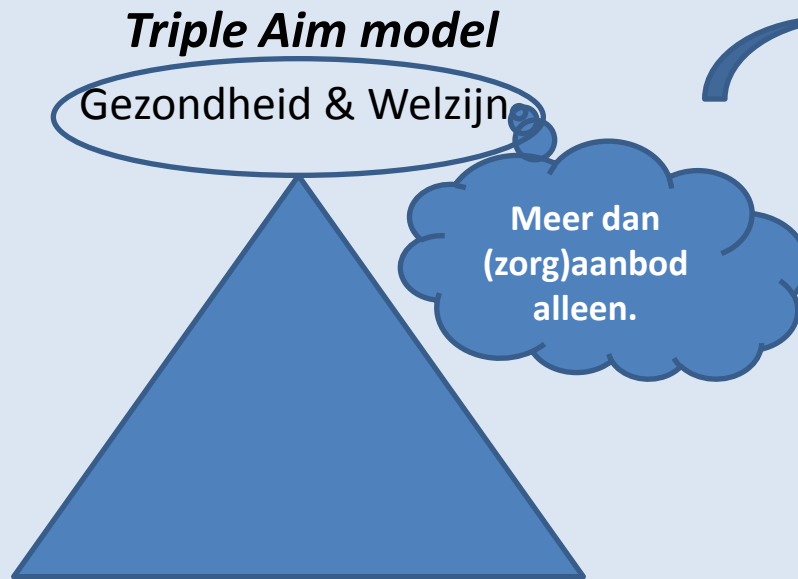 Triple Aim model
Gezondheid & Welzijn
Meer dan
(zorg)aanbod
alleen.